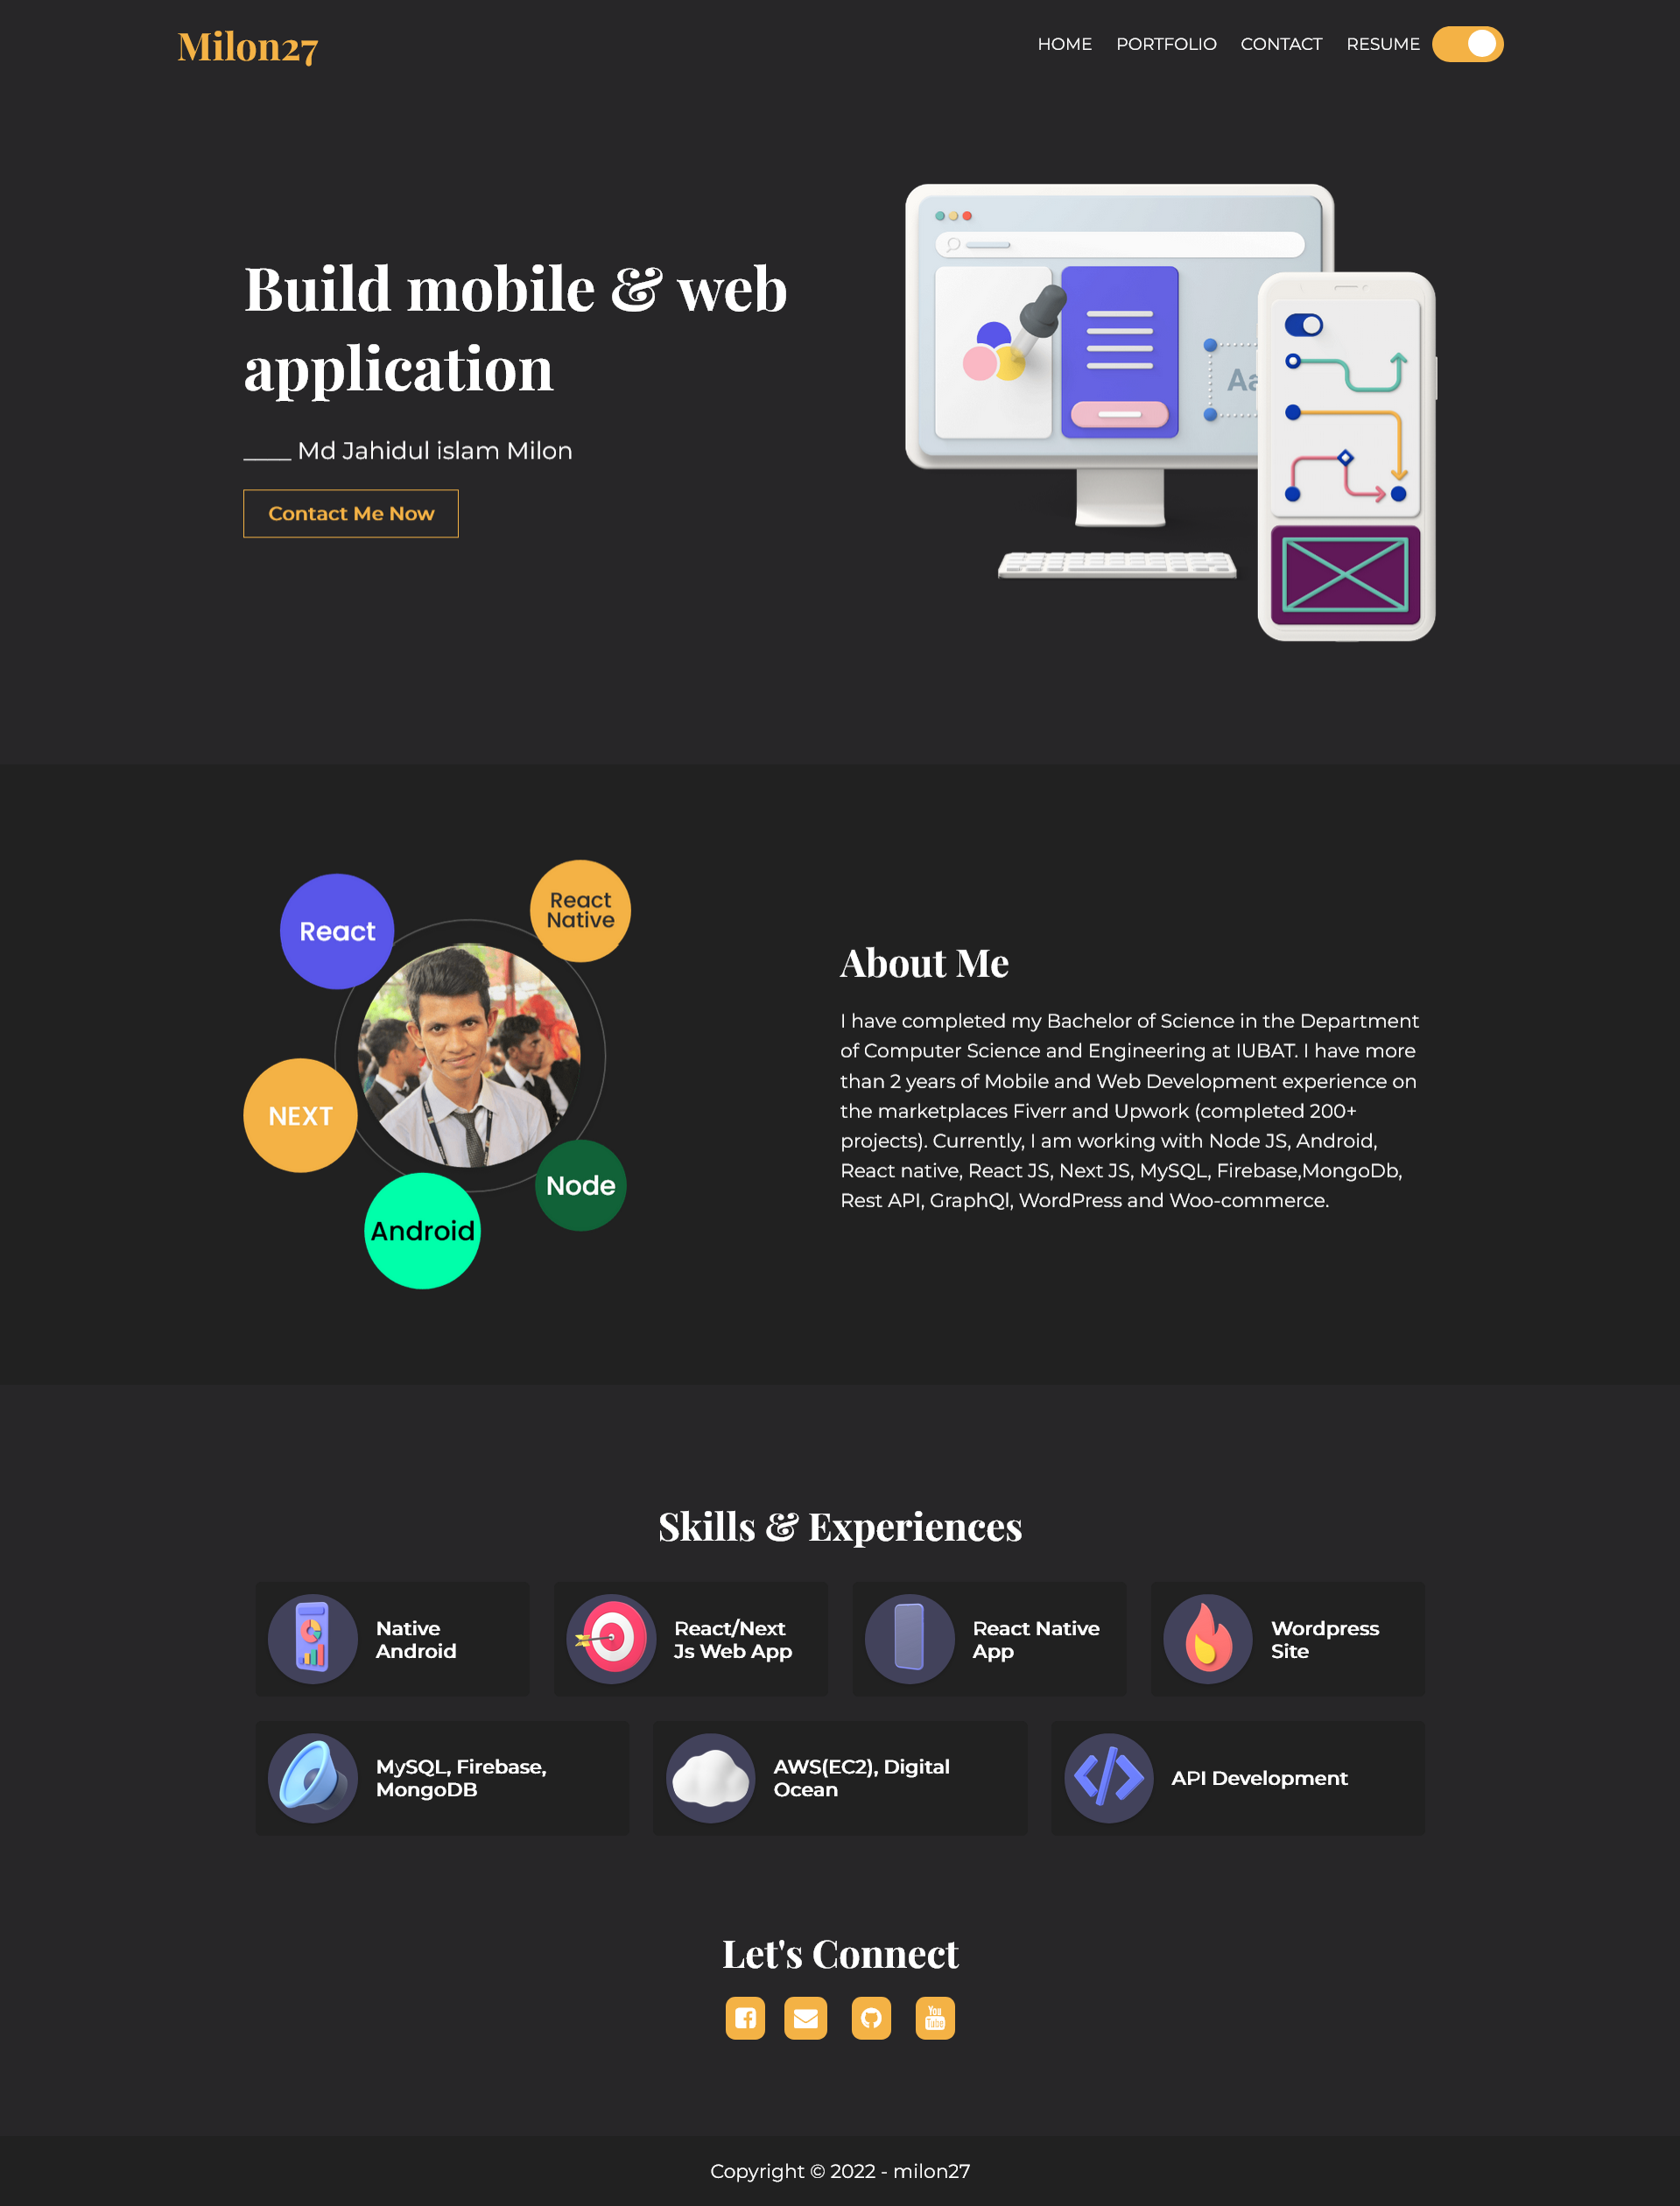 Milon27
HOME PORTFOLIO CONTACT RESUME
Build mobile & web
application
____ Md Jahidul islam Milon
Contact Me Now
Aa
React
React
Native
NEXT
Node
Android
About Me
I have completed my Bachelor of Science in the Department
of Computer Science and Engineering at IUBAT. I have more
than 2 years of Mobile and Web Development experience on
the marketplaces Fiverr and Upwork (completed 200+
projects). Currently, I am working with Node JS, Android,
React native, React JS, Next JS, MySQL, Firebase,MongoDb,
Rest API, GraphQl, WordPress and Woo-commerce.
Skills & Experiences
Native
Android
React/Next
Js Web App
React Native
App
Wordpress
Site
MySQL, Firebase,
MongoDB
AWS(EC2), Digital
Ocean
API Development
Let's Connect
You
Tube
Copyright © 2022 - milon27